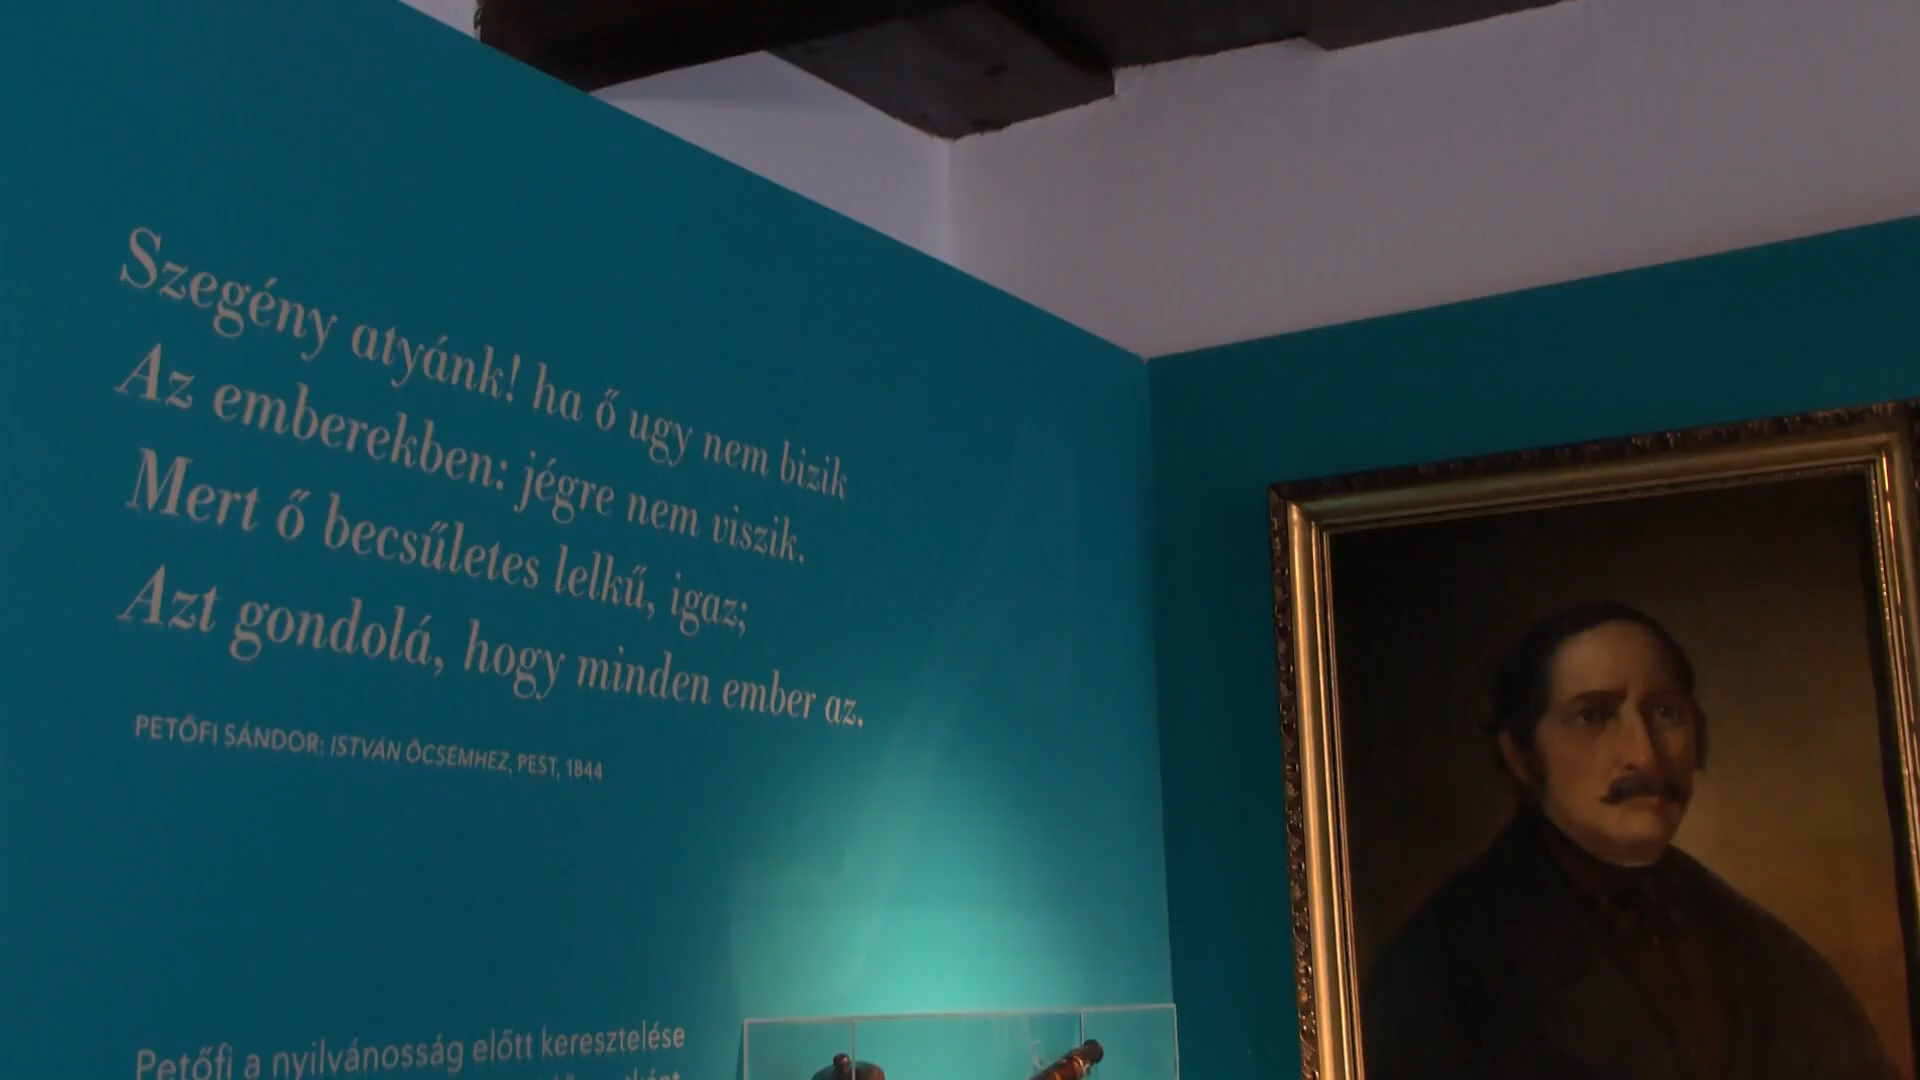 Szegény atyánk! ha ő ugy nem bizik
Az emberekben: jégre nem viszik.
Mert ő becsűletes lelkű, igaz;
Azt gondolá, hogy minden ember az.
PETŐFI SÁNDOR: ISTVÁN ÖCSÉMHEZ, PEST, 1844
Petőfi a nyilvánosság előtt keresztelése